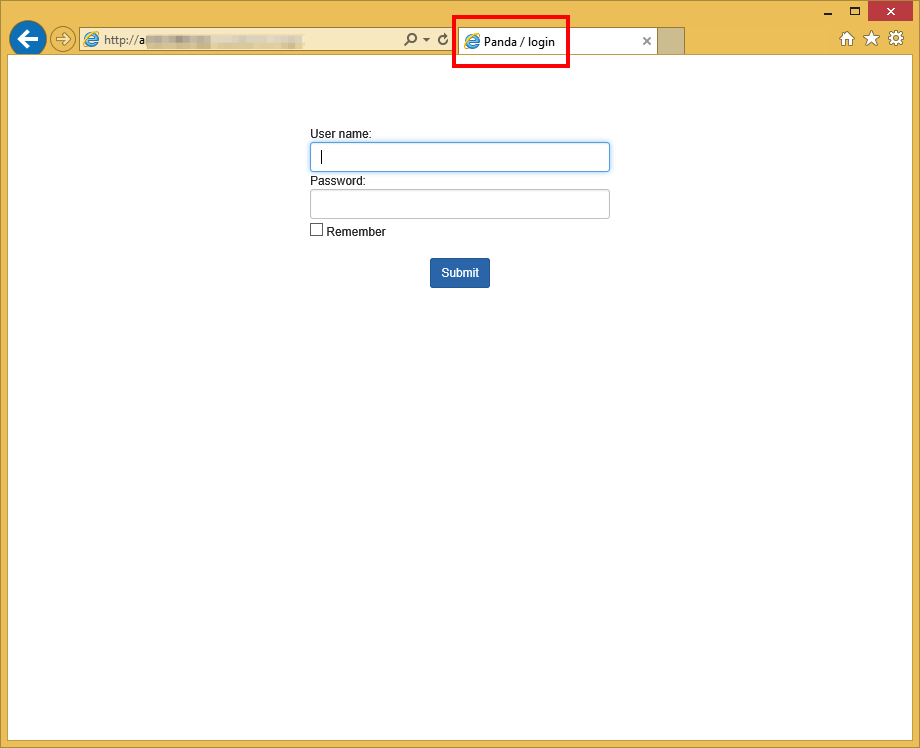 http://a
Panda / login
User name:
Password:
Remember
Submit